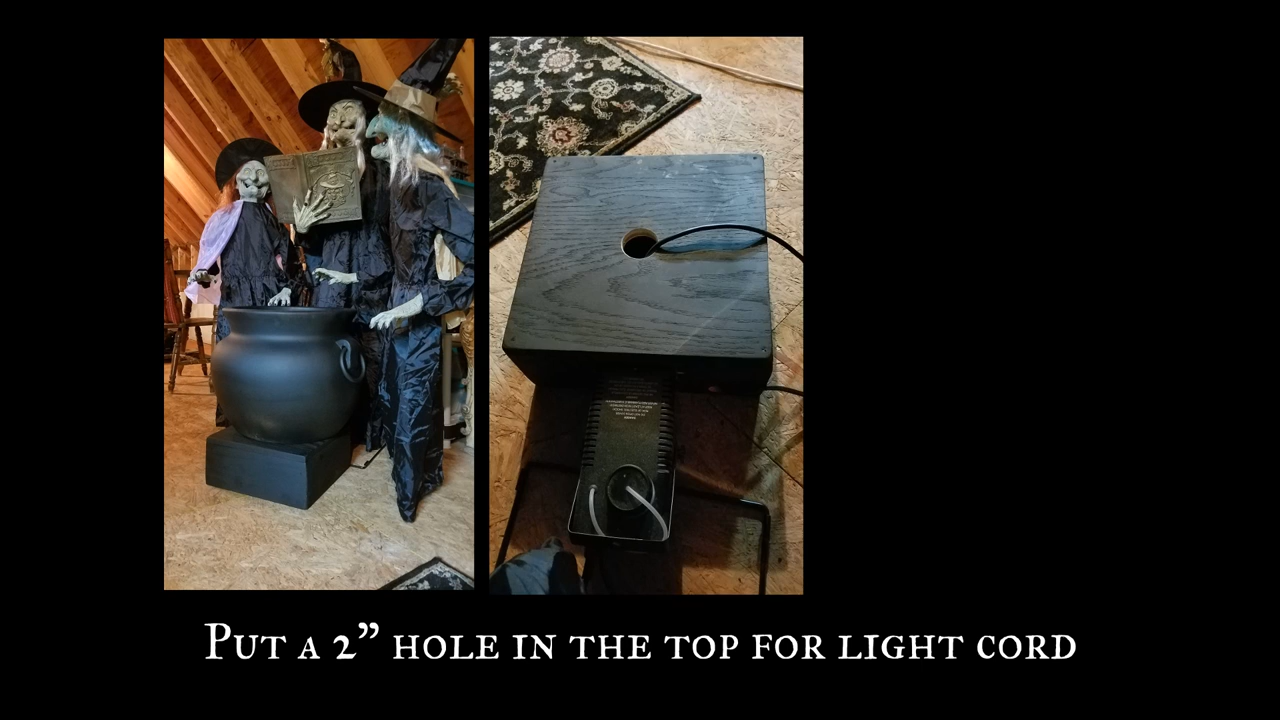 Put a 2” hole in the top for light cord